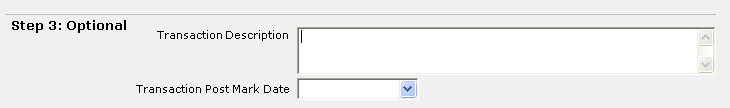 Step 3: Optional
Transaction Description
Transaction Post Mark Date